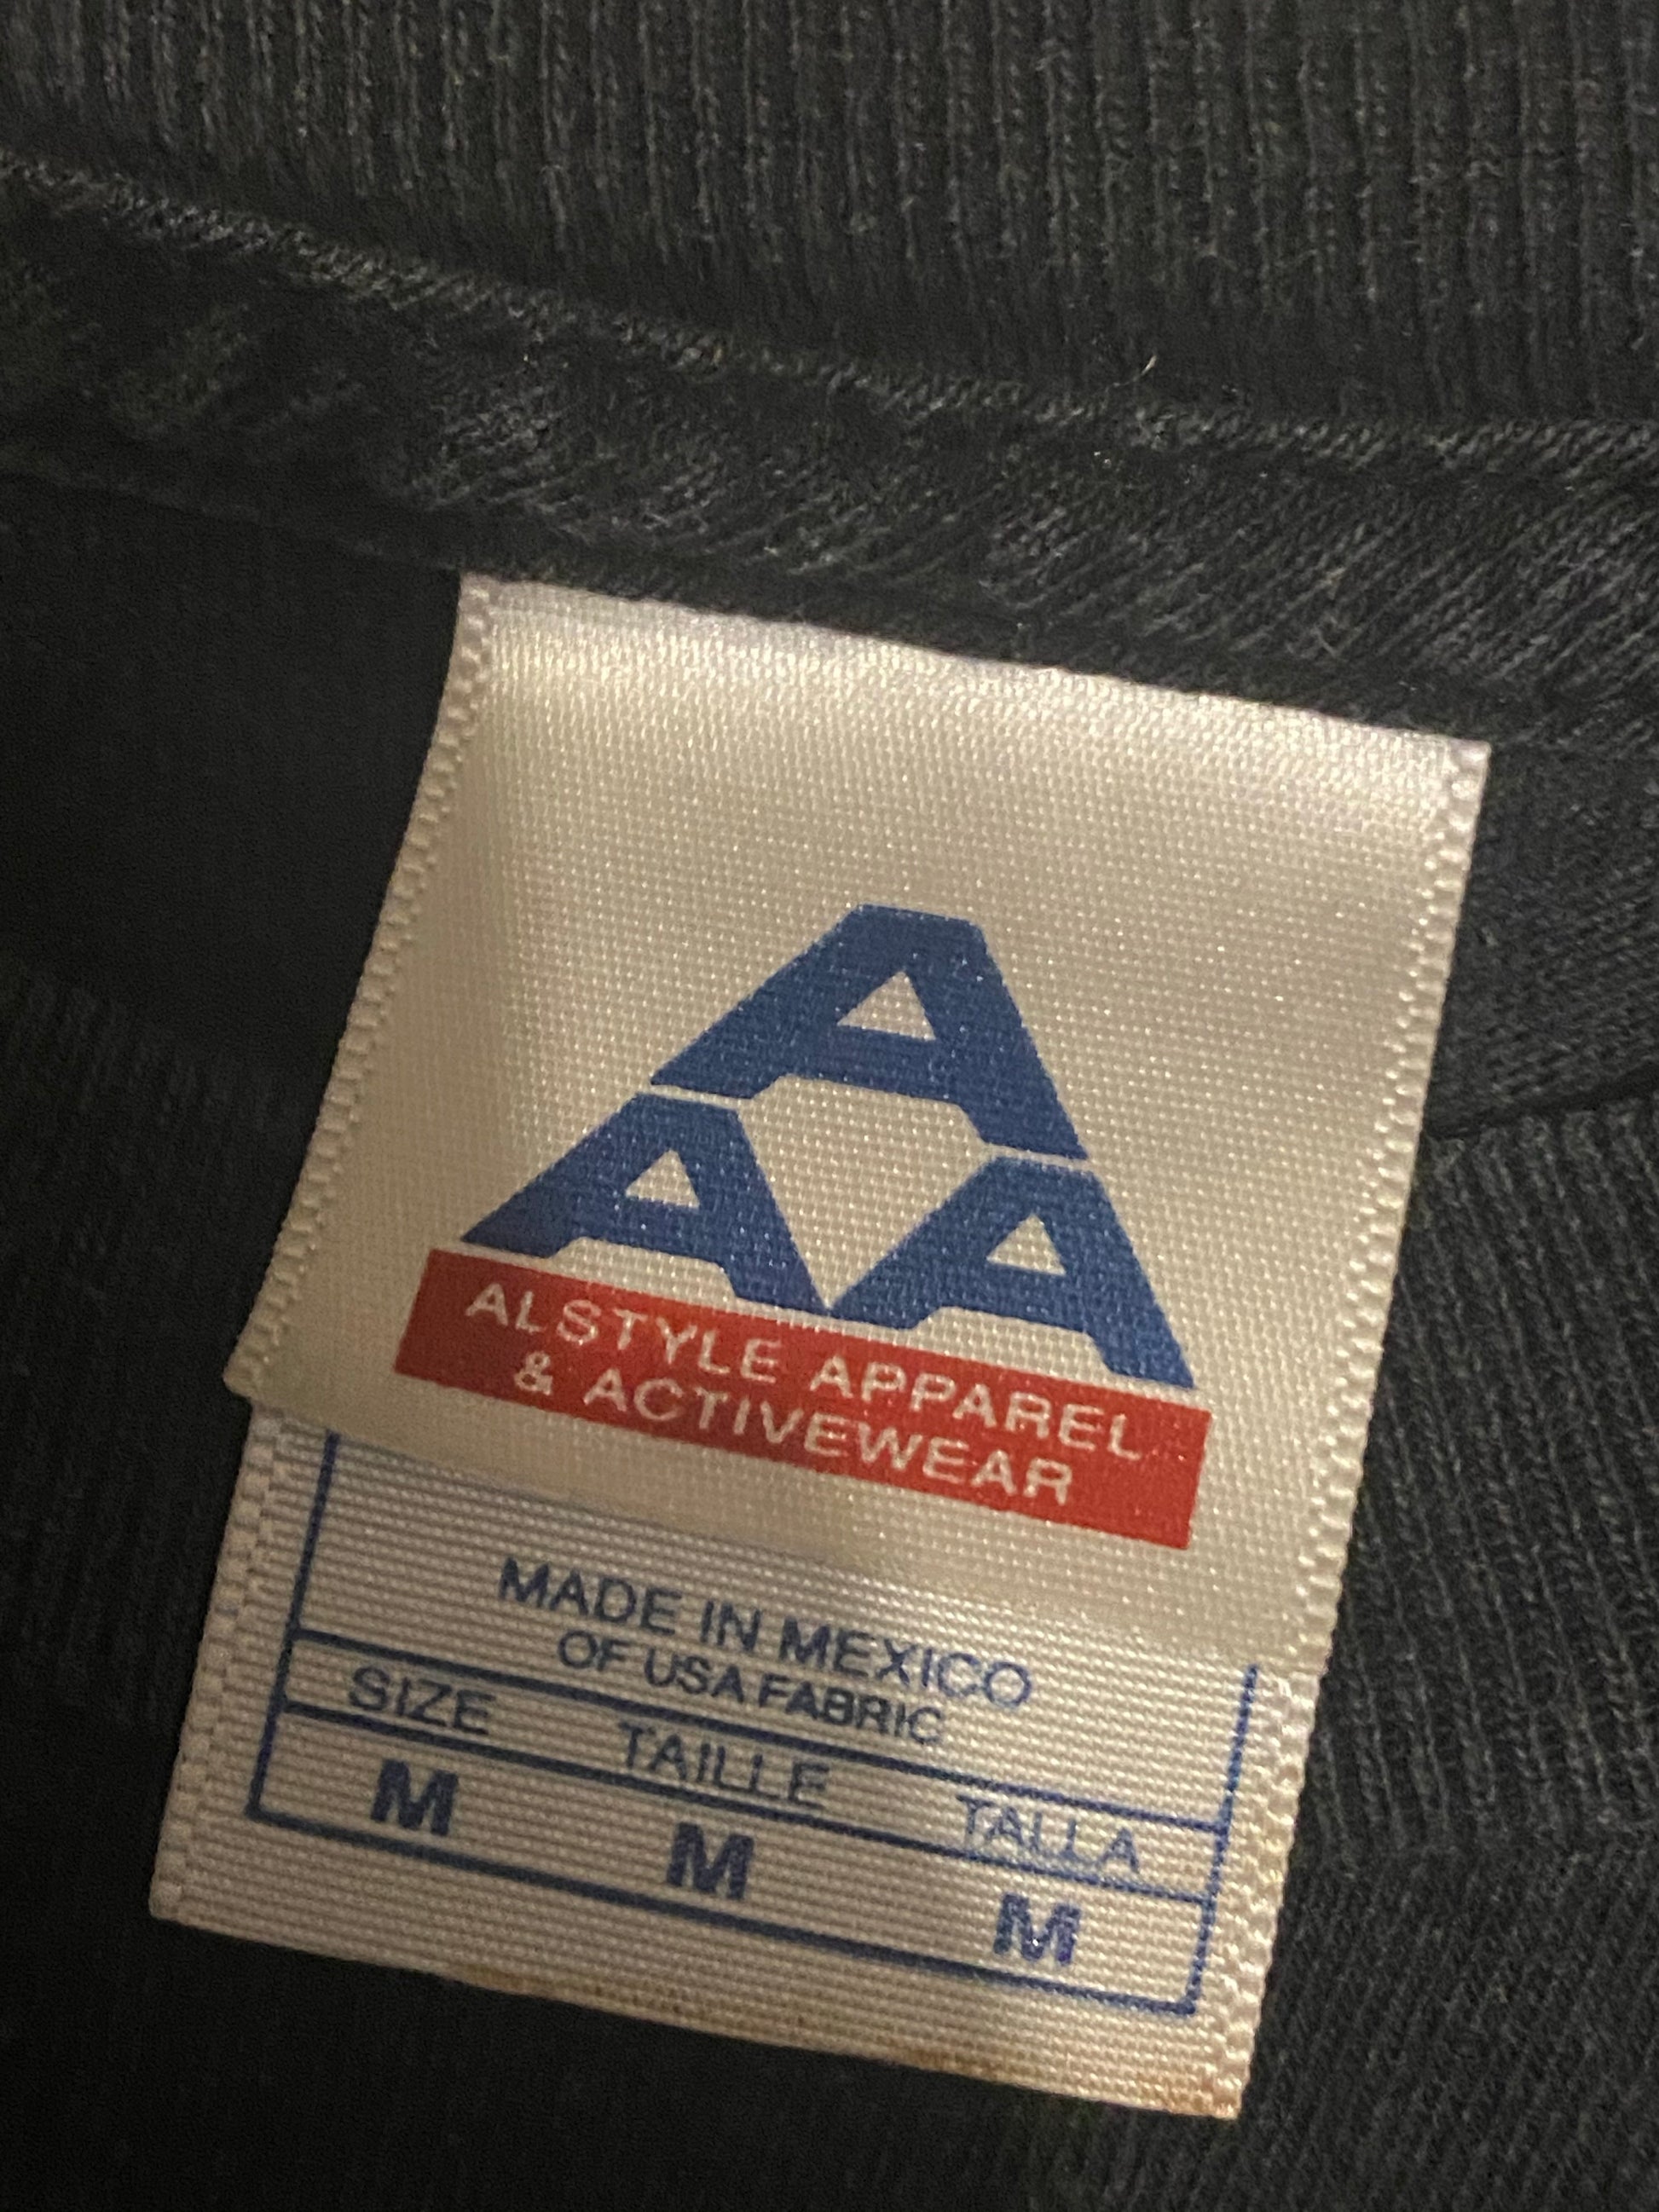 A
A A
ALSTYLE APPAREL
& ACTIVEWEAR
MADE IN MEXICO
OF USA FABRIC
SIZE TAILLE TALLA
M M M